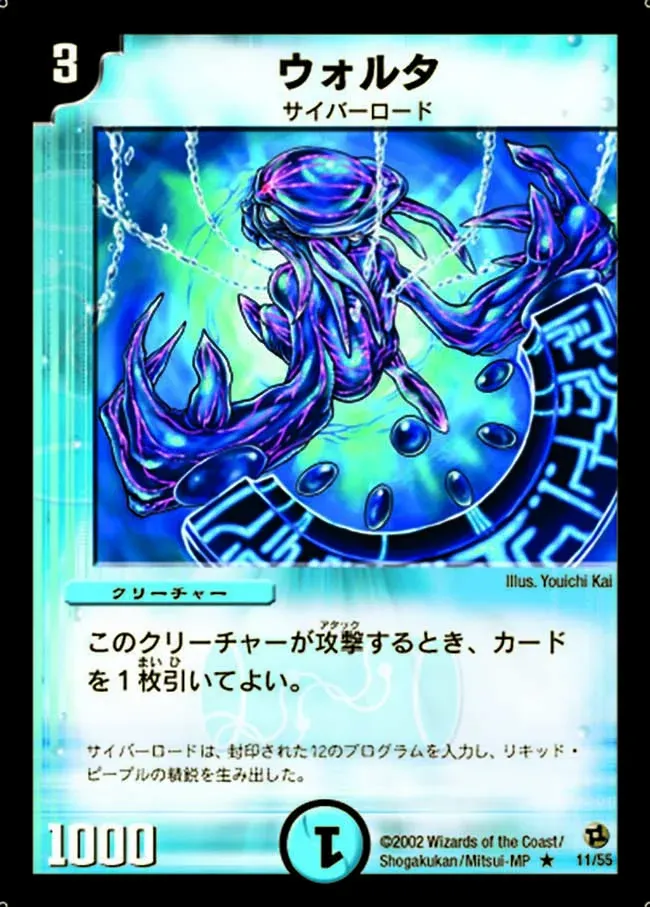 3
ウォルタ
サイバーロード
Illus. Youichi Kai
クリーチャー
このクリーチャーが攻撃するとき、カード
アタック
を1枚引いてよい。
まい ひ
サイバーロードは、封印された12のプログラムを入力し、リキッド・
ピープルの精鋭を生み出した。
1000
1
©2002 Wizards of the Coast/
Shogakukan/Mitsui-MP ★ 11/55